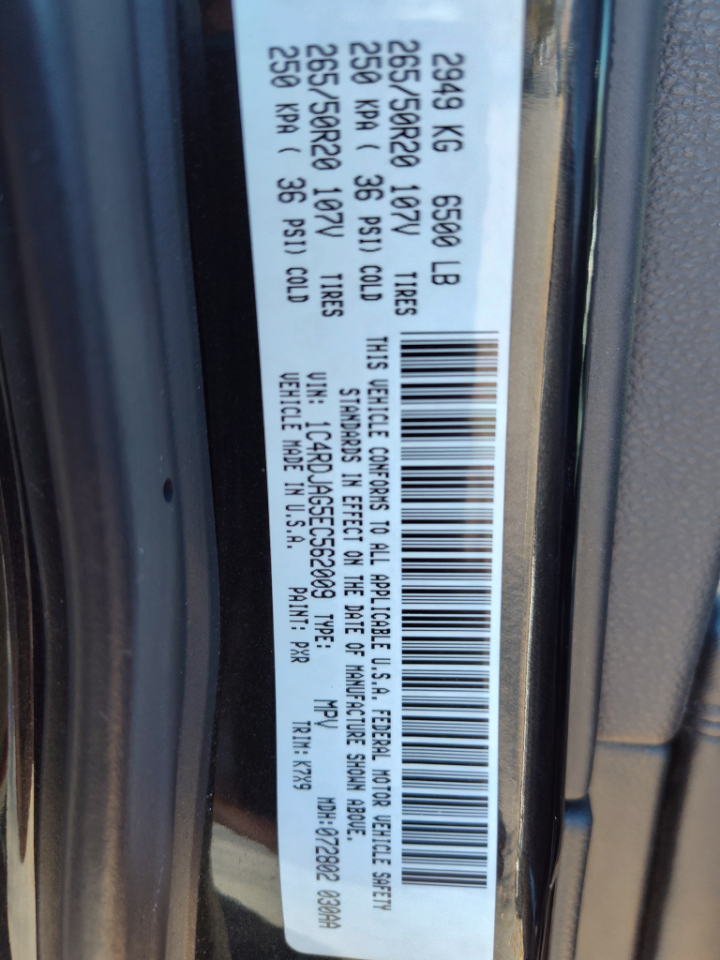 2949 KG 6500 LB
265/50R20 107V TIRES
250 KPA ( 36 PSI) COLD
265/50R20 107V TIRES
250 KPA ( 36 PSI) COLD
THIS VEHICLE CONFORMS TO ALL APPLICABLE U.S.A. FEDERAL MOTOR VEHICLE SAFETY
STANDARDS IN EFFECT ON THE DATE OF MANUFACTURE SHOWN ABOVE.
VIN: 1C4RDJAG5EC562009 TYPE: MPV MDH:072802 030AA
VEHICLE MADE IN U.S.A. PAINT: PXR TRIM: K7X9